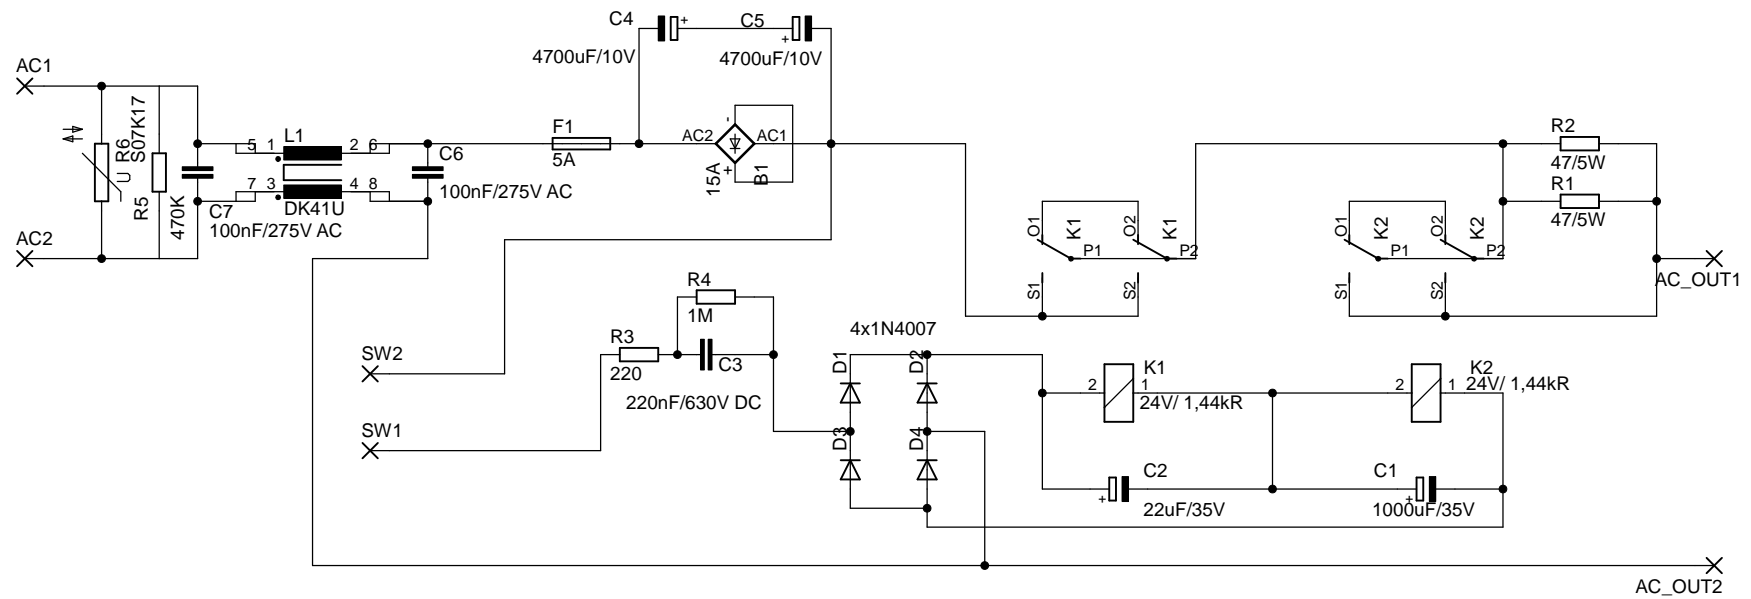 C4
+
C5
+
4700uF/10V
4700uF/10V
AC1
S07K17
R6
U
R5
470K
5
1
L1
2
6
7
3
4
8
DK41U
C7
100nF/275V AC
C6
100nF/275V AC
F1
5A
AC2
-
AC1
+
15A
B1
AC2
R2
47/5W
R1
47/5W
O1
K1
P1
O2
K1
P2
S1
S2
O1
K2
P1
O2
K2
P2
S1
S2
AC_OUT1
R4
1M
R3
220
C3
220nF/630V DC
SW2
SW1
4x1N4007
D1
D2
D3
D4
2
K1
1
24V/ 1,44kR
2
K2
1
24V/ 1,44kR
+
C2
22uF/35V
+
C1
1000uF/35V
AC_OUT2